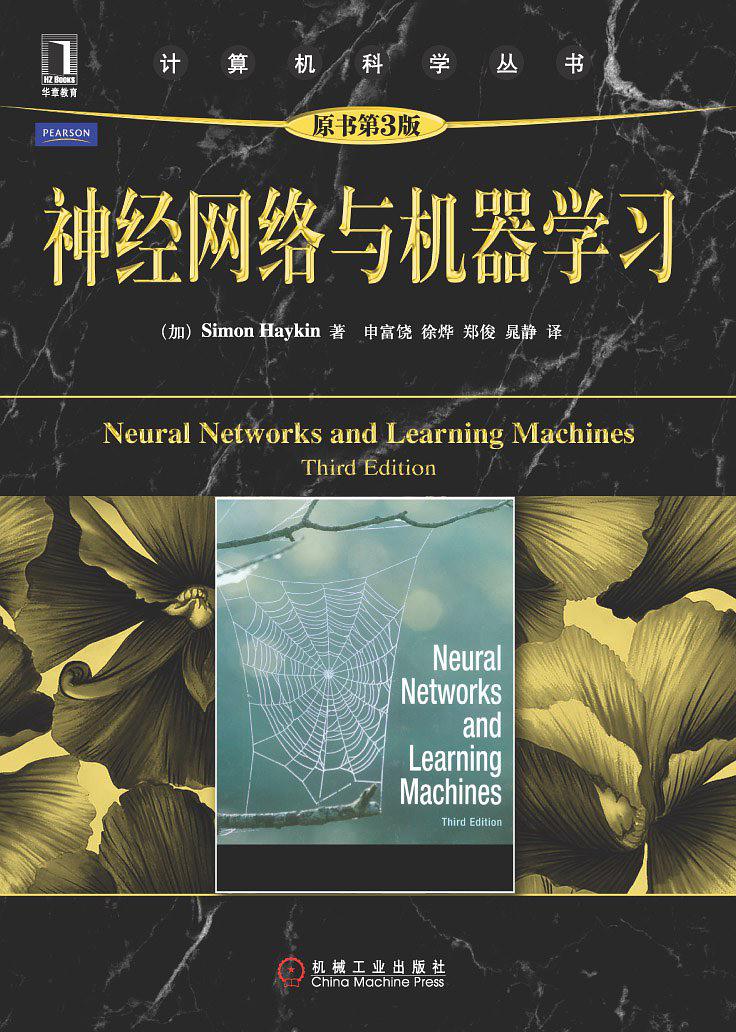 HZ Books
华章教育
计算机科学丛书
PEARSON
原书第3版
神经网络与机器学习
（加）Simon Haykin 著 申富饶 徐烨 郑俊 晁静 译
Neural Networks and Learning Machines
Third Edition
Neural
Networks
and
Learning
Machines
Third Edition
机械工业出版社
China Machine Press